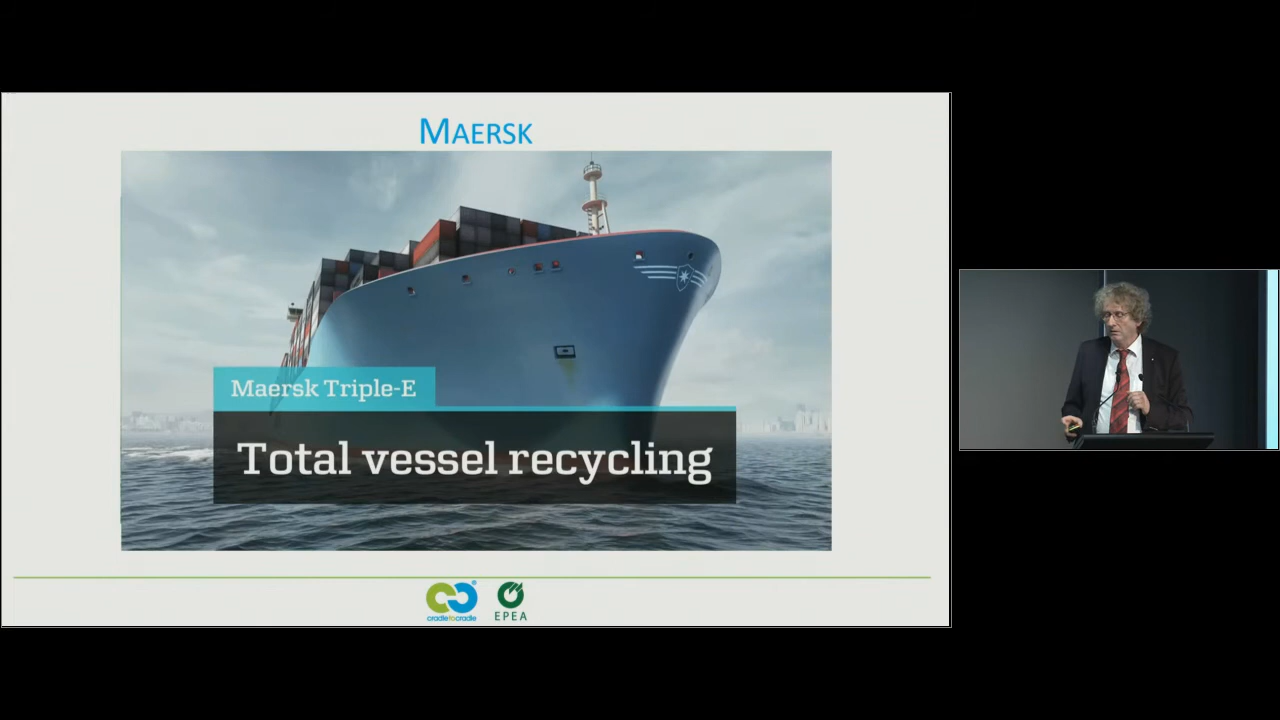 MAERSK
Maersk Triple-E
Total vessel recycling
cradletocradle
EPEA